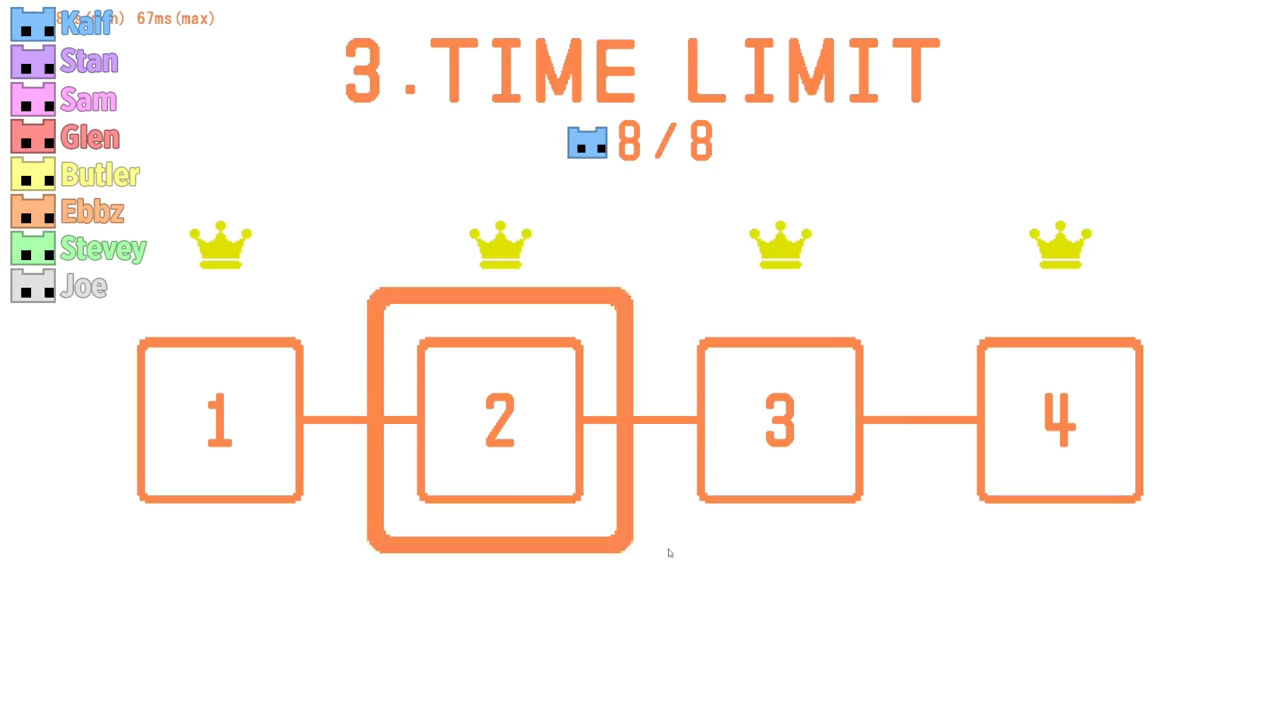 67ms(max)
Kaif
Stan
Sam
Glen
Butler
Ebbz
Stevey
Joe
3.TIME LIMIT
8/8
1
2
3
4